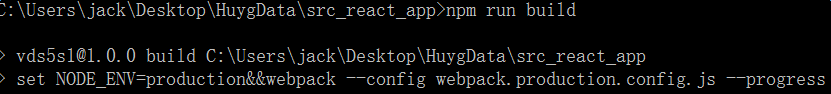 C:\Users\jack\Desktop\HuygData\src_react_app>npm run build
> vds5sl@1.0.0 build C:\Users\jack\Desktop\HuygData\src_react_app
> set NODE_ENV=production&&webpack --config webpack.production.config.js --progress